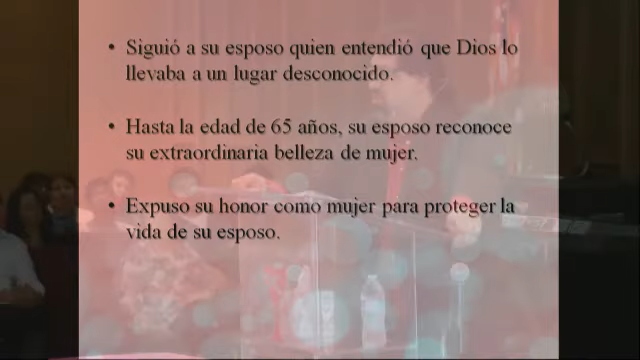 • Siguió a su esposo quien entendió que Dios lo
llevaba a un lugar desconocido.
• Hasta la edad de 65 años, su esposo reconoce
su extraordinaria belleza de mujer.
• Expuso su honor como mujer para proteger la
vida de su esposo.